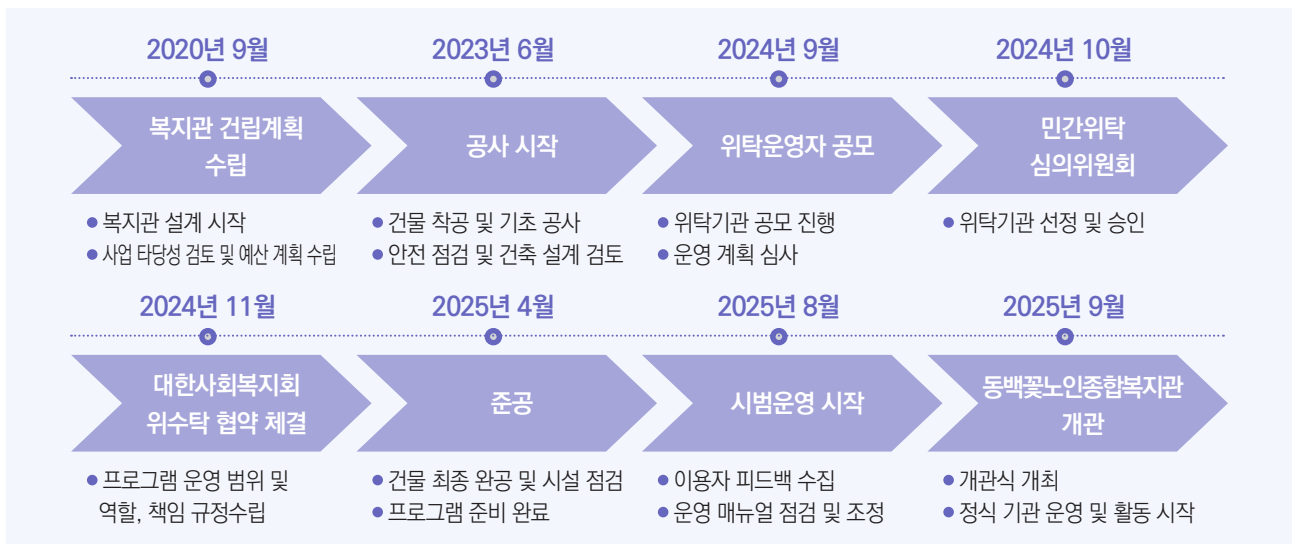 2020년 9월
2023년 6월
2024년 9월
2024년 10월
복지관 건립계획
수립
공사 시작
위탁운영자 공모
민간위탁
심의위원회
● 복지관 설계 시작
● 사업 타당성 검토 및 예산 계획 수립
● 건물 착공 및 기초 공사
● 안전 점검 및 건축 설계 검토
● 위탁기관 공모 진행
● 운영 계획 심사
● 위탁기관 선정 및 승인
2024년 11월
2025년 4월
2025년 8월
2025년 9월
대한사회복지회
위수탁 협약 체결
준공
시범운영 시작
동백꽃노인종합복지관
개관
● 프로그램 운영 범위 및
역할, 책임 규정수립
● 건물 최종 완공 및 시설 점검
● 프로그램 준비 완료
● 이용자 피드백 수집
● 운영 매뉴얼 점검 및 조정
● 개관식 개최
● 정식 기관 운영 및 활동 시작